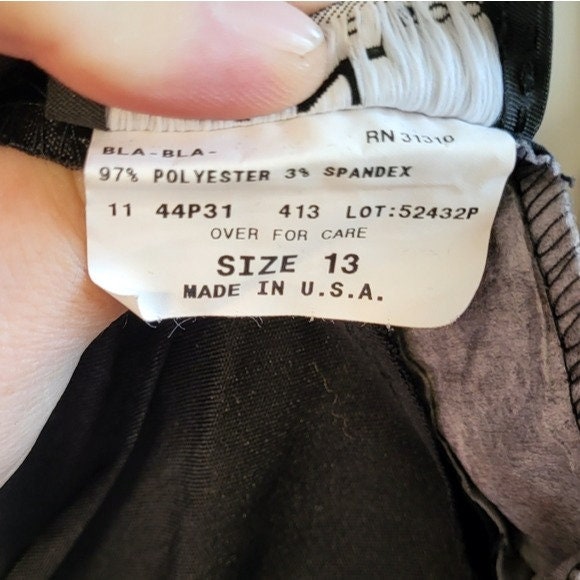 RN 31310
BLA-BLA-
97% POLYESTER 3% SPANDEX
11 44P31 413 LOT:52432P
OVER FOR CARE
SIZE 13
MADE IN U.S.A.